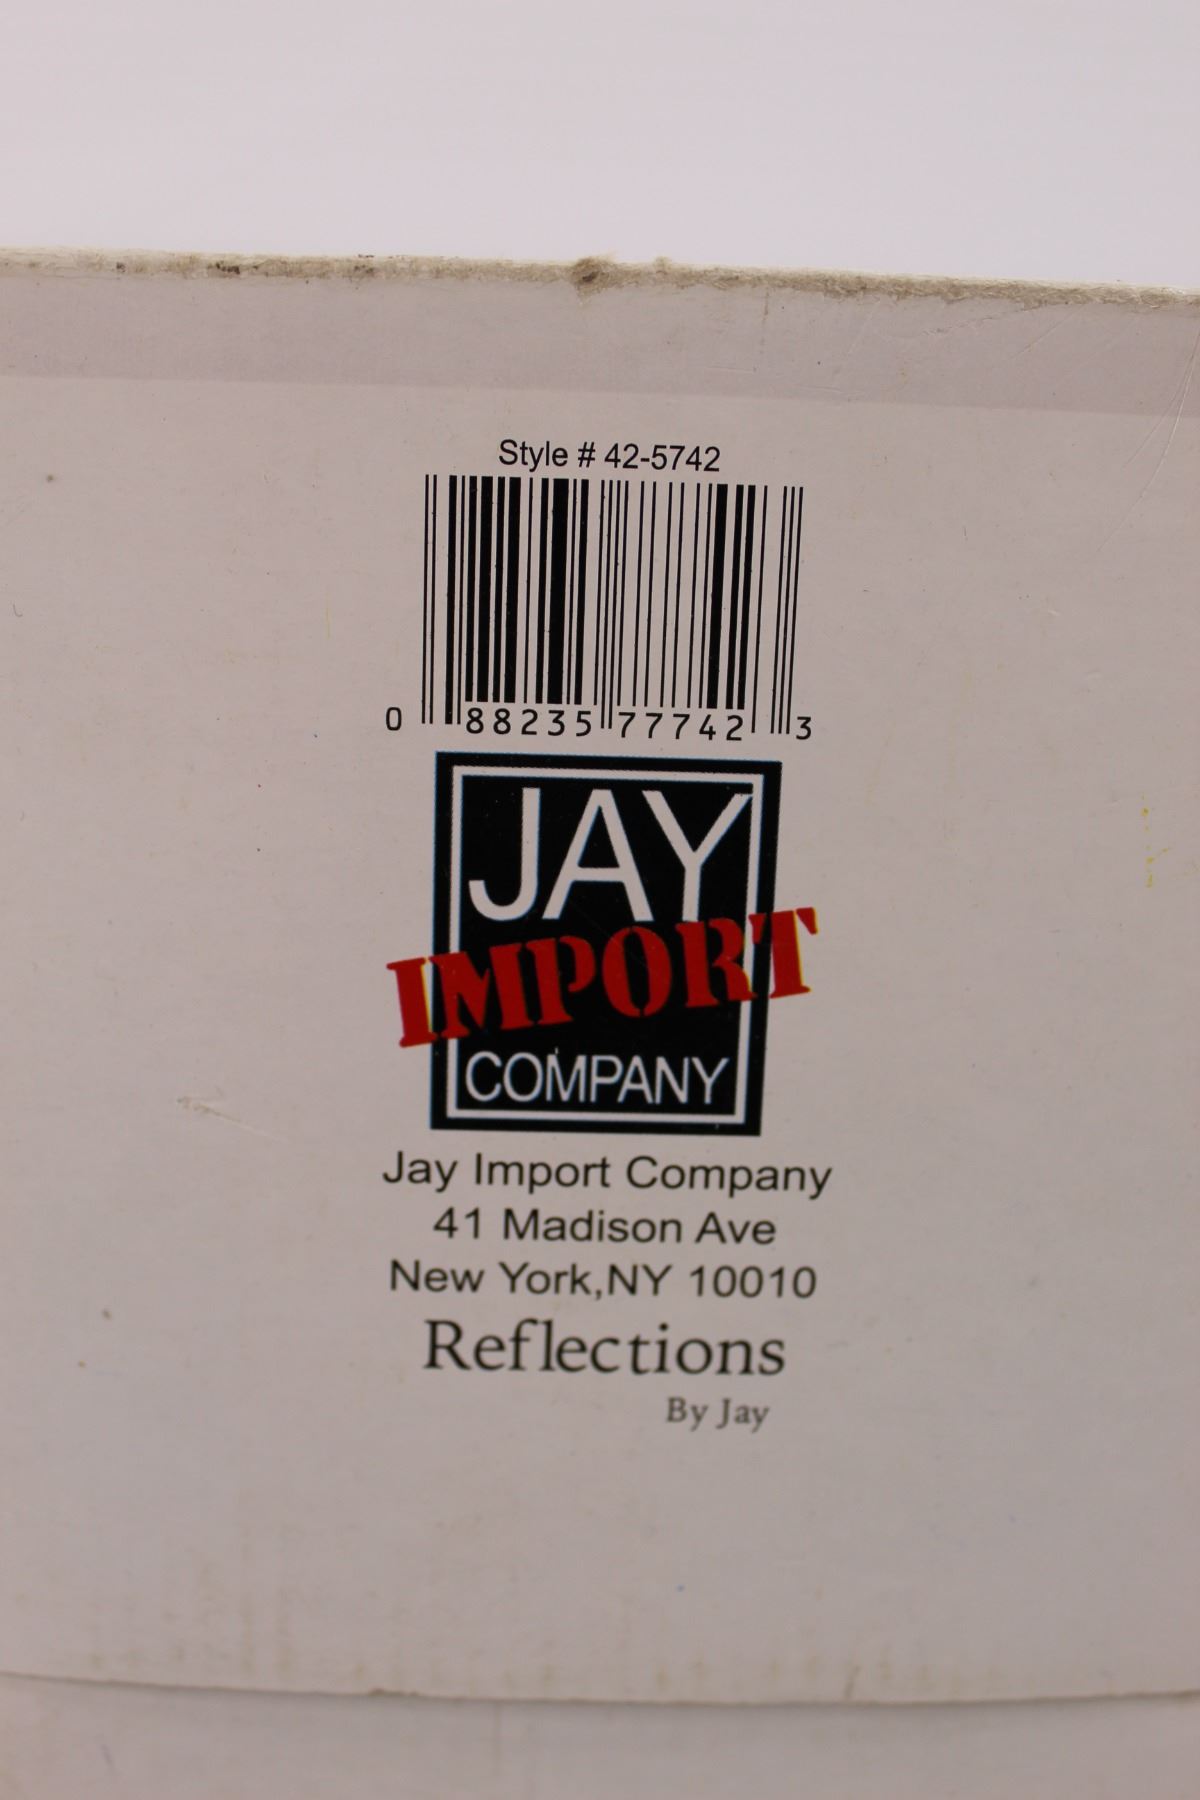 Style # 42-5742
0 88235 77742 3
JAY
IMPORT
COMPANY
Jay Import Company
41 Madison Ave
New York,NY 10010
Reflections
By Jay